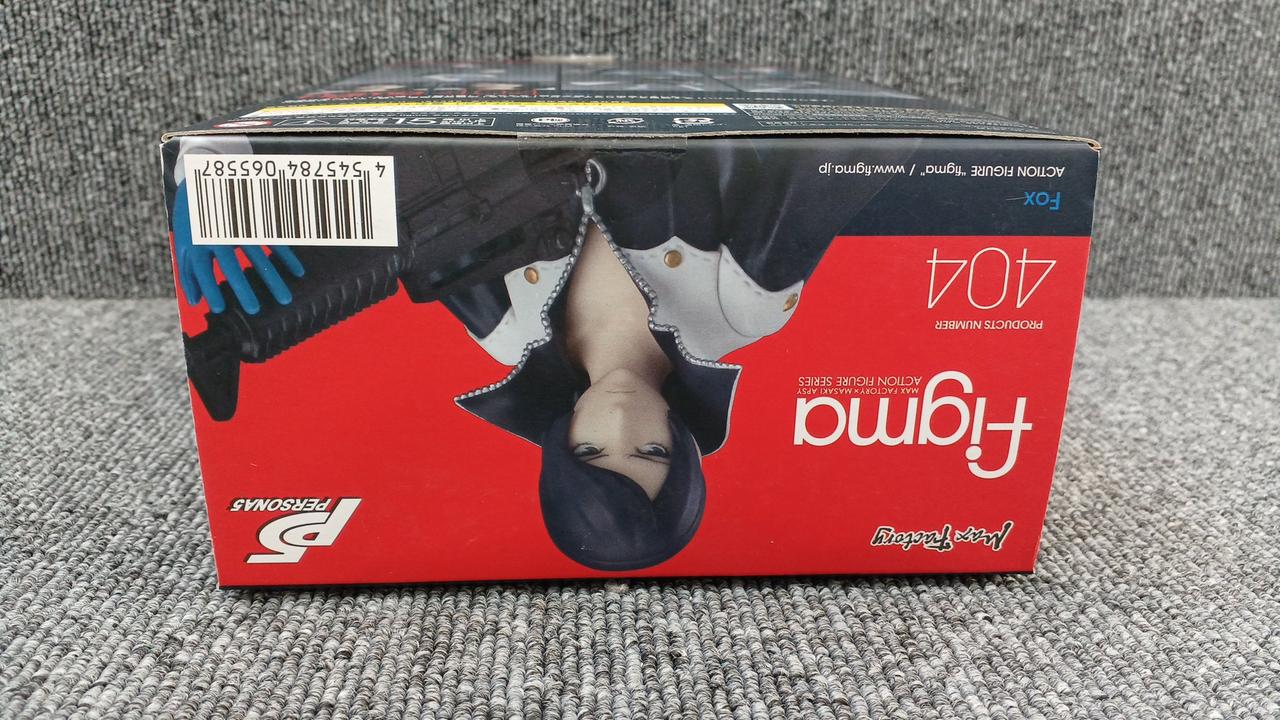 Max Factory
P5
PERSONA5
figma
MAX FACTORY × MASAKI APSY
ACTION FIGURE SERIES
PRODUCTS NUMBER
404
Fox
ACTION FIGURE "figma" / www.figma.jp
4 545784 065587